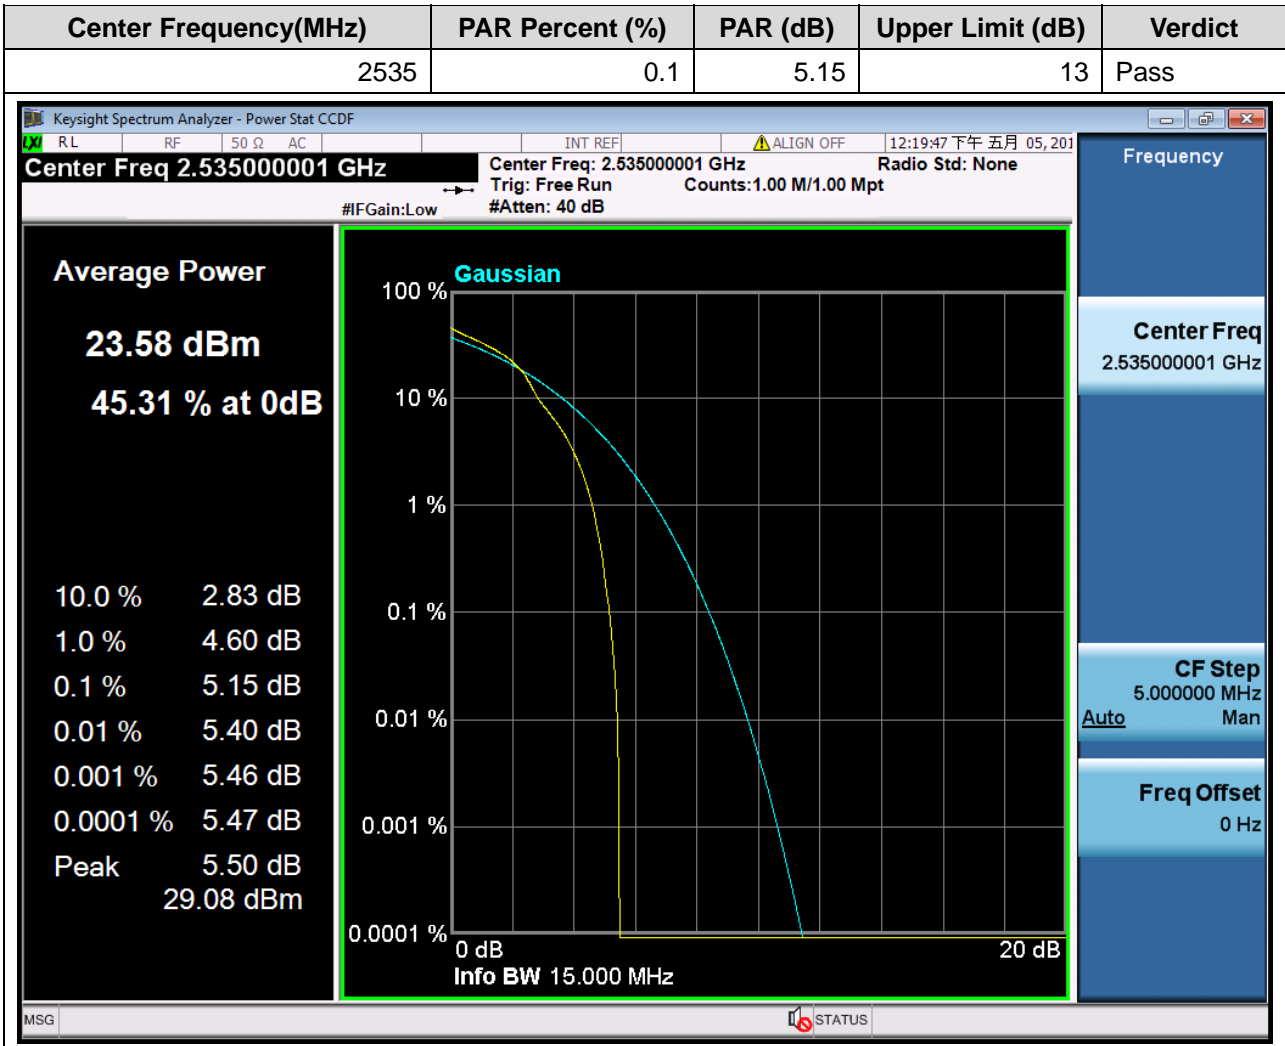 Center Frequency(MHz) PAR Percent (%) PAR (dB) Upper Limit (dB) Verdict
2535 0.1 5.15 13 Pass
Keysight Spectrum Analyzer - Power Stat CCDF
LXI RL RF 50 Ω AC INT REF ALIGN OFF 12:19:47 下午 五月 05, 201
Center Freq 2.535000001 GHz
#IFGain:Low
Center Freq: 2.535000001 GHz Radio Std: None
Trig: Free Run Counts:1.00 M/1.00 Mpt
#Atten: 40 dB
Average Power
23.58 dBm
45.31 % at 0dB
10.0 % 2.83 dB
1.0 % 4.60 dB
0.1 % 5.15 dB
0.01 % 5.40 dB
0.001 % 5.46 dB
0.0001 % 5.47 dB
Peak 5.50 dB
29.08 dBm
Gaussian
100 %
10 %
1 %
0.1 %
0.01 %
0.001 %
0.0001 %
0 dB 20 dB
Info BW 15.000 MHz
Frequency
Center Freq
2.535000001 GHz
CF Step
5.000000 MHz
Auto Man
Freq Offset
0 Hz
MSG STATUS